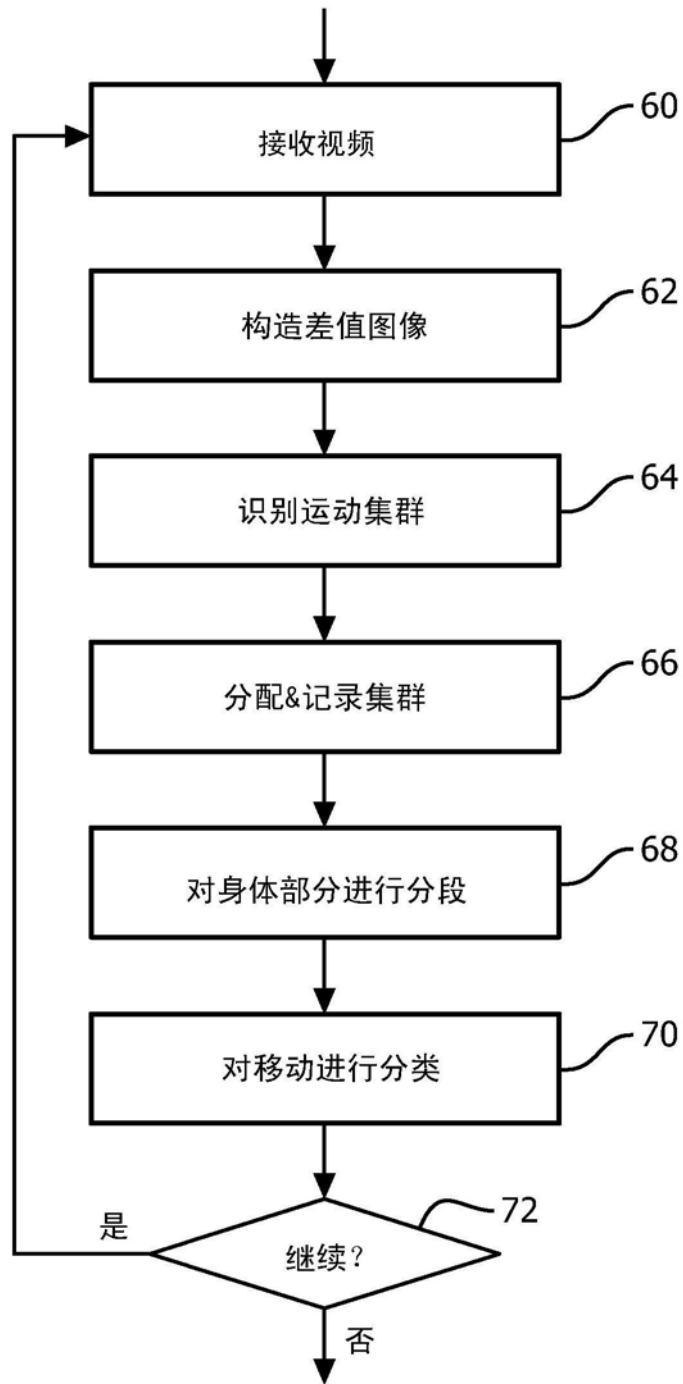 接收视频
60
构造差值图像
62
识别运动集群
64
分配&记录集群
66
对身体部分进行分段
68
对移动进行分类
70
继续?
72
是
否